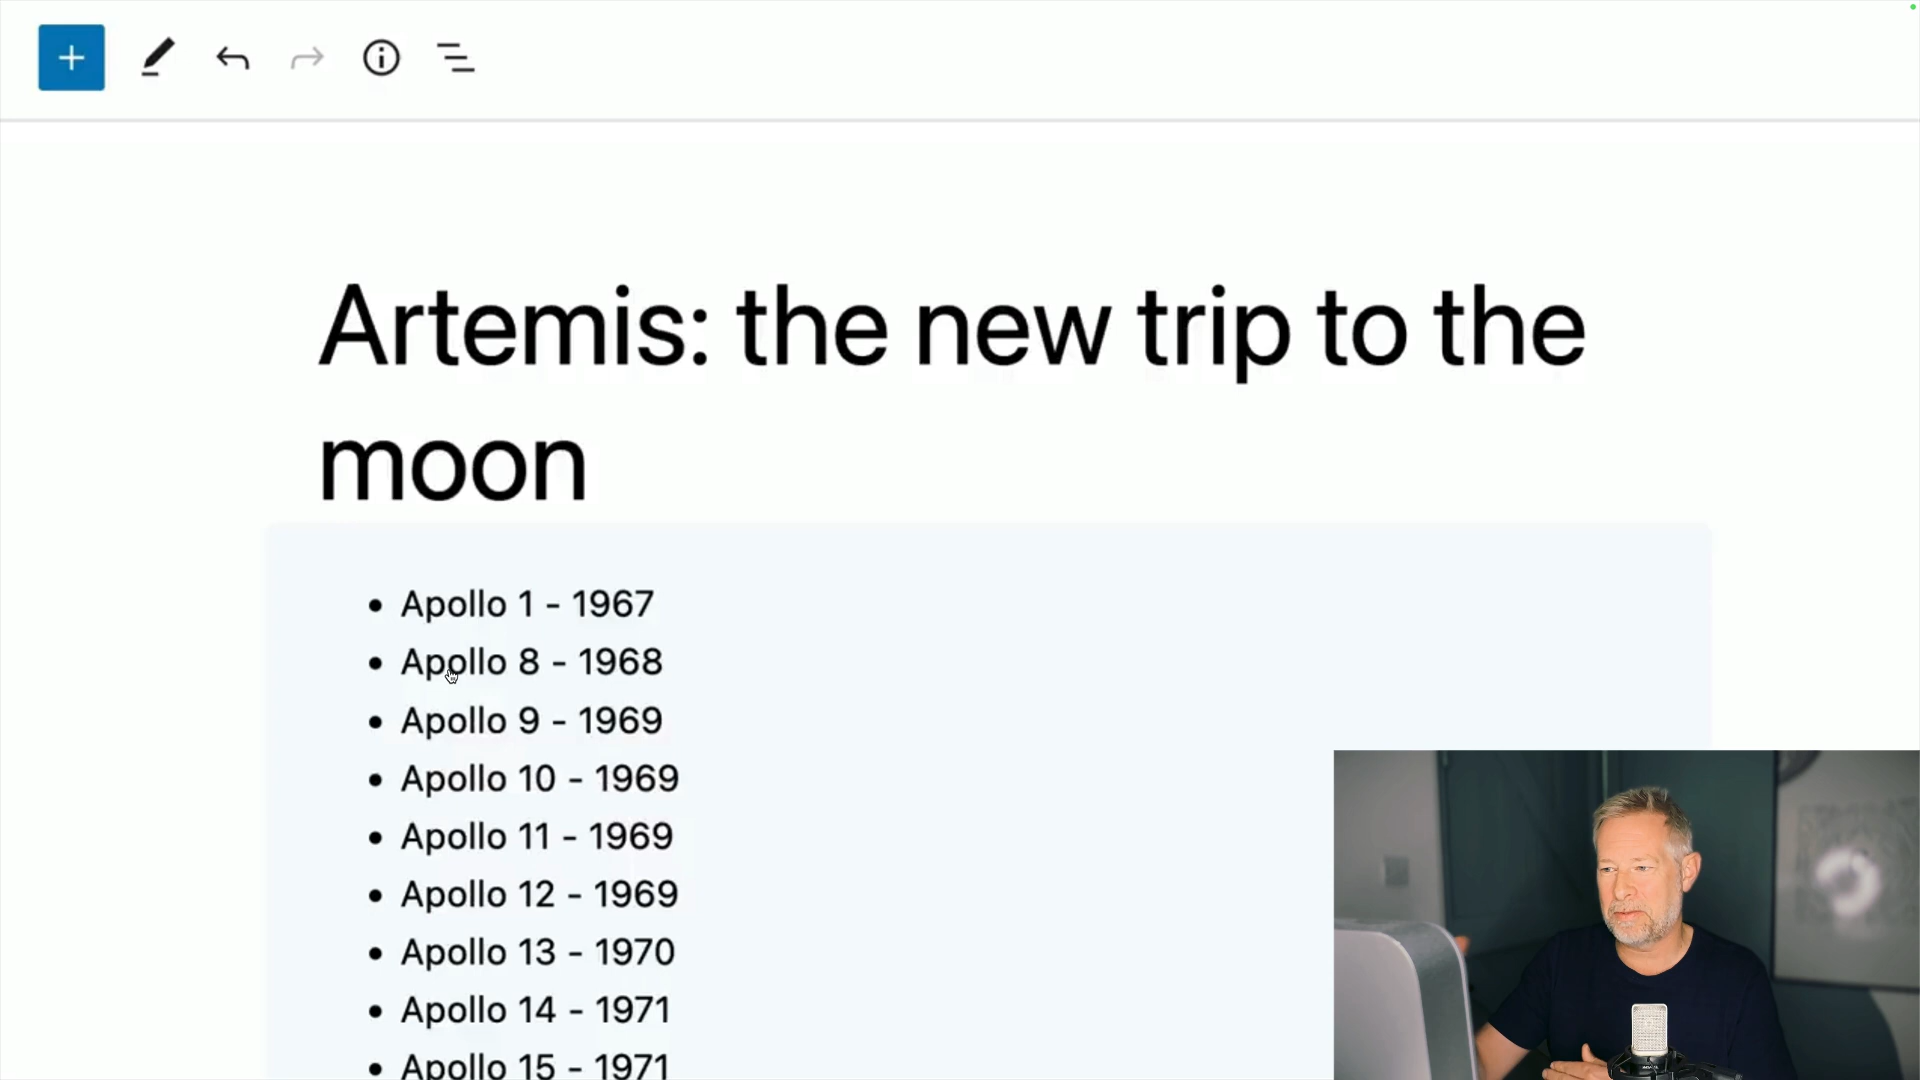 Artemis: the new trip to the
moon
Apollo 1 - 1967
Apollo 8 - 1968
Apollo 9 - 1969
Apollo 10 - 1969
Apollo 11 - 1969
Apollo 12 - 1969
Apollo 13 - 1970
Apollo 14 - 1971
Apollo 15 - 1971